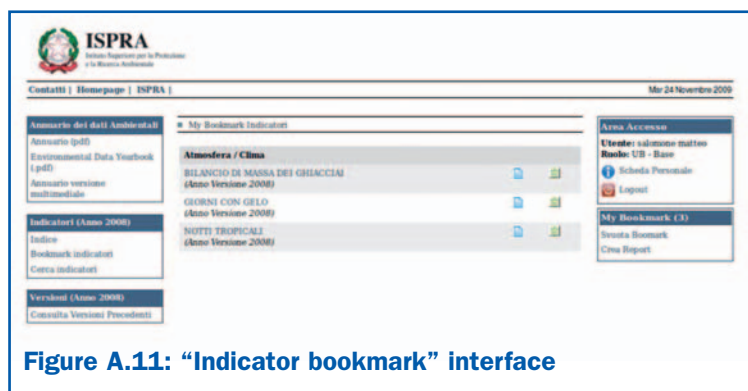 ISPRA
Istituto Superiore per la Protezione
e la Ricerca Ambientale
Contatti | Homepage | ISPRA |
Mar 24 Novembre 2009
Annuario dei dati Ambientali
Annuario (pdf)
Environmental Data Yearbook
(.pdf)
Annuario versione
multimediale
Indicatori (Anno 2008)
Indice
Bookmark indicatori
Cerca indicatori
Versioni (Anno 2008)
Consulta Versioni Precedenti
My Bookmark Indicatori
Atmosfera / Clima
BILANCIO DI MASSA DEI GHIACCIAI
(Anno Versione 2008)
GIORNI CON GELO
(Anno Versione 2008)
NOTTI TROPICALI
(Anno Versione 2008)
Area Accesso
Utente: salomone matteo
Ruolo: UB - Base
Scheda Personale
Logout
My Bookmark (3)
Svuota Boomark
Crea Report
Figure A.11: “Indicator bookmark” interface